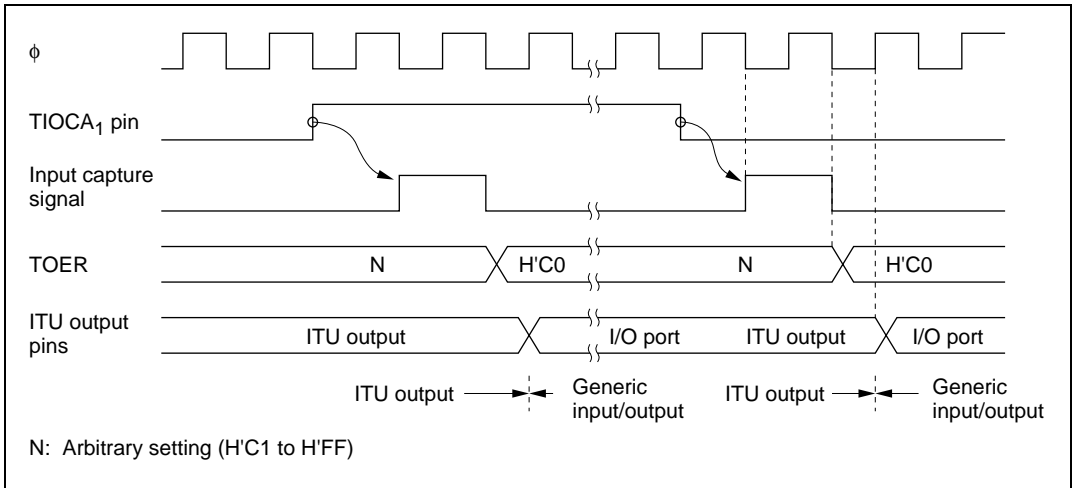 ϕ
TIOCA1 pin
Input capture
signal
TOER
N
H'C0
N
H'C0
ITU output
pins
ITU output
I/O port
ITU output
I/O port
ITU output
Generic
input/output
ITU output
Generic
input/output
N: Arbitrary setting (H'C1 to H'FF)